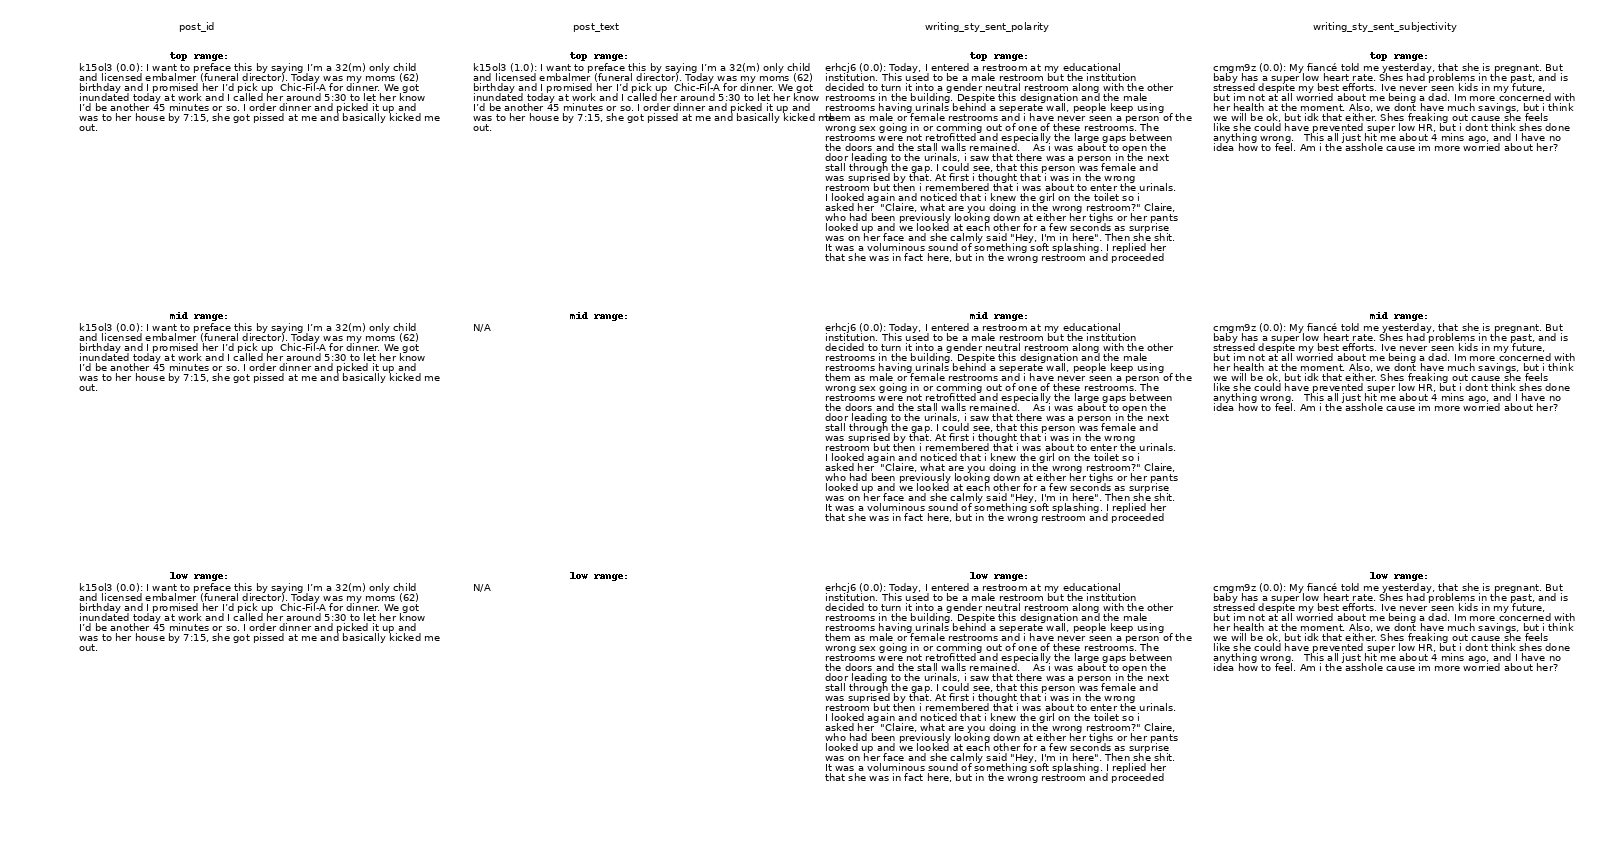 post_id
post_text
writing_sty_sent_polarity
writing_sty_sent_subjectivity
top range:
k15ol3 (0.0): I want to preface this by saying I’m a 32(m) only child
and licensed embalmer (funeral director). Today was my moms (62)
birthday and I promised her I’d pick up  Chic-Fil-A for dinner. We got
inundated today at work and I called her around 5:30 to let her know
I’d be another 45 minutes or so. I order dinner and picked it up and
was to her house by 7:15, she got pissed at me and basically kicked me
out.
top range:
k15ol3 (1.0): I want to preface this by saying I’m a 32(m) only child
and licensed embalmer (funeral director). Today was my moms (62)
birthday and I promised her I’d pick up  Chic-Fil-A for dinner. We got
inundated today at work and I called her around 5:30 to let her know
I’d be another 45 minutes or so. I order dinner and picked it up and
was to her house by 7:15, she got pissed at me and basically kicked me
out.
top range:
erhcj6 (0.0): Today, I entered a restroom at my educational
institution. This used to be a male restroom but the institution
decided to turn it into a gender neutral restroom along with the other
restrooms in the building. Despite this designation and the male
restrooms having urinals behind a seperate wall, people keep using
them as male or female restrooms and i have never seen a person of the
wrong sex going in or comming out of one of these restrooms. The
restrooms were not retrofitted and especially the large gaps between
the doors and the stall walls remained.    As i was about to open the
door leading to the urinals, i saw that there was a person in the next
stall through the gap. I could see, that this person was female and
was suprised by that. At first i thought that i was in the wrong
restroom but then i remembered that i was about to enter the urinals.
I looked again and noticed that i knew the girl on the toilet so i
asked her  "Claire, what are you doing in the wrong restroom?" Claire,
who had been previously looking down at either her tighs or her pants
looked up and we looked at each other for a few seconds as surprise
was on her face and she calmly said "Hey, I'm in here". Then she shit.
It was a voluminous sound of something soft splashing. I replied her
that she was in fact here, but in the wrong restroom and proceeded
top range:
cmgm9z (0.0): My fiancé told me yesterday, that she is pregnant. But
baby has a super low heart rate. Shes had problems in the past, and is
stressed despite my best efforts. Ive never seen kids in my future,
but im not at all worried about me being a dad. Im more concerned with
her health at the moment. Also, we dont have much savings, but i think
we will be ok, but idk that either. Shes freaking out cause she feels
like she could have prevented super low HR, but i dont think shes done
anything wrong.   This all just hit me about 4 mins ago, and I have no
idea how to feel. Am i the asshole cause im more worried about her?
mid range:
k15ol3 (0.0): I want to preface this by saying I’m a 32(m) only child
and licensed embalmer (funeral director). Today was my moms (62)
birthday and I promised her I’d pick up  Chic-Fil-A for dinner. We got
inundated today at work and I called her around 5:30 to let her know
I’d be another 45 minutes or so. I order dinner and picked it up and
was to her house by 7:15, she got pissed at me and basically kicked me
out.
mid range:
N/A
mid range:
erhcj6 (0.0): Today, I entered a restroom at my educational
institution. This used to be a male restroom but the institution
decided to turn it into a gender neutral restroom along with the other
restrooms in the building. Despite this designation and the male
restrooms having urinals behind a seperate wall, people keep using
them as male or female restrooms and i have never seen a person of the
wrong sex going in or comming out of one of these restrooms. The
restrooms were not retrofitted and especially the large gaps between
the doors and the stall walls remained.    As i was about to open the
door leading to the urinals, i saw that there was a person in the next
stall through the gap. I could see, that this person was female and
was suprised by that. At first i thought that i was in the wrong
restroom but then i remembered that i was about to enter the urinals.
I looked again and noticed that i knew the girl on the toilet so i
asked her  "Claire, what are you doing in the wrong restroom?" Claire,
who had been previously looking down at either her tighs or her pants
looked up and we looked at each other for a few seconds as surprise
was on her face and she calmly said "Hey, I'm in here". Then she shit.
It was a voluminous sound of something soft splashing. I replied her
that she was in fact here, but in the wrong restroom and proceeded
mid range:
cmgm9z (0.0): My fiancé told me yesterday, that she is pregnant. But
baby has a super low heart rate. Shes had problems in the past, and is
stressed despite my best efforts. Ive never seen kids in my future,
but im not at all worried about me being a dad. Im more concerned with
her health at the moment. Also, we dont have much savings, but i think
we will be ok, but idk that either. Shes freaking out cause she feels
like she could have prevented super low HR, but i dont think shes done
anything wrong.   This all just hit me about 4 mins ago, and I have no
idea how to feel. Am i the asshole cause im more worried about her?
low range:
k15ol3 (0.0): I want to preface this by saying I’m a 32(m) only child
and licensed embalmer (funeral director). Today was my moms (62)
birthday and I promised her I’d pick up  Chic-Fil-A for dinner. We got
inundated today at work and I called her around 5:30 to let her know
I’d be another 45 minutes or so. I order dinner and picked it up and
was to her house by 7:15, she got pissed at me and basically kicked me
out.
low range:
N/A
low range:
erhcj6 (0.0): Today, I entered a restroom at my educational
institution. This used to be a male restroom but the institution
decided to turn it into a gender neutral restroom along with the other
restrooms in the building. Despite this designation and the male
restrooms having urinals behind a seperate wall, people keep using
them as male or female restrooms and i have never seen a person of the
wrong sex going in or comming out of one of these restrooms. The
restrooms were not retrofitted and especially the large gaps between
the doors and the stall walls remained.    As i was about to open the
door leading to the urinals, i saw that there was a person in the next
stall through the gap. I could see, that this person was female and
was suprised by that. At first i thought that i was in the wrong
restroom but then i remembered that i was about to enter the urinals.
I looked again and noticed that i knew the girl on the toilet so i
asked her  "Claire, what are you doing in the wrong restroom?" Claire,
who had been previously looking down at either her tighs or her pants
looked up and we looked at each other for a few seconds as surprise
was on her face and she calmly said "Hey, I'm in here". Then she shit.
It was a voluminous sound of something soft splashing. I replied her
that she was in fact here, but in the wrong restroom and proceeded
low range:
cmgm9z (0.0): My fiancé told me yesterday, that she is pregnant. But
baby has a super low heart rate. Shes had problems in the past, and is
stressed despite my best efforts. Ive never seen kids in my future,
but im not at all worried about me being a dad. Im more concerned with
her health at the moment. Also, we dont have much savings, but i think
we will be ok, but idk that either. Shes freaking out cause she feels
like she could have prevented super low HR, but i dont think shes done
anything wrong.   This all just hit me about 4 mins ago, and I have no
idea how to feel. Am i the asshole cause im more worried about her?